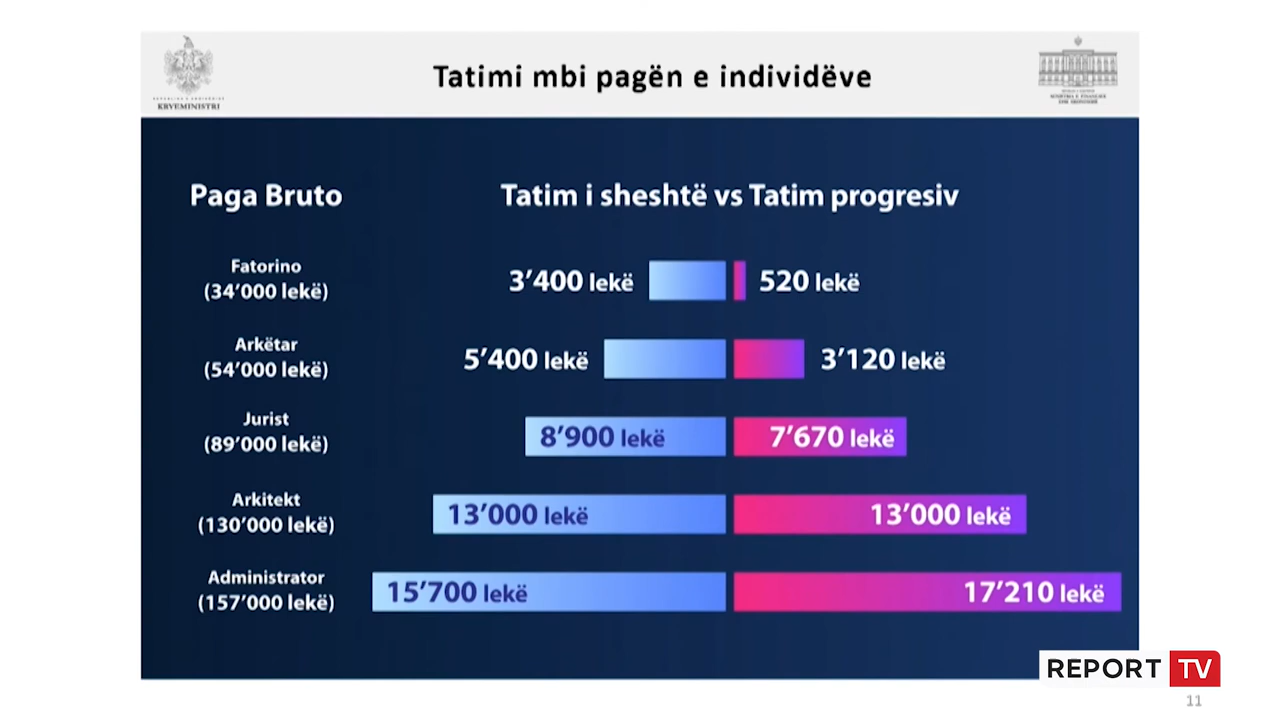 Tatimi mbi pagën e individëve
KRYEMINISTRI
Paga Bruto
Tatim i sheshtë vs Tatim progresiv
Fatorino
(34'000 lekë)
3'400 lekë
520 lekë
Arkëtar
(54'000 lekë)
5'400 lekë
3'120 lekë
Jurist
(89'000 lekë)
8'900 lekë
7'670 lekë
Arkitekt
(130'000 lekë)
13'000 lekë
13'000 lekë
Administrator
(157'000 lekë)
15'700 lekë
17'210 lekë
REPORT TV
11